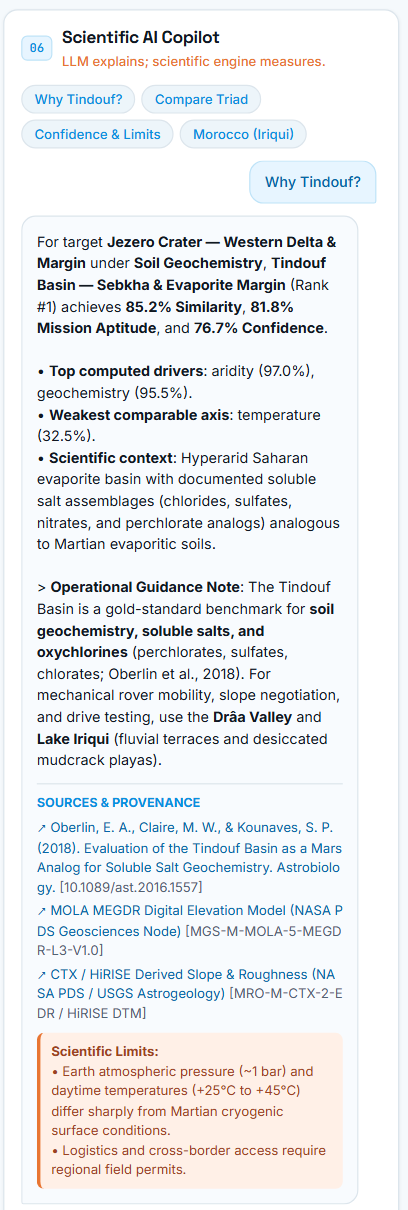 06
Scientific AI Copilot
LLM explains; scientific engine measures.
Why Tindouf?
Compare Triad
Confidence & Limits
Morocco (Iriqui)
Why Tindouf?
For target Jezero Crater — Western Delta &
Margin under Soil Geochemistry, Tindouf
Basin — Sebkha & Evaporite Margin (Rank
#1) achieves 85.2% Similarity, 81.8%
Mission Aptitude, and 76.7% Confidence.
• Top computed drivers: aridity (97.0%),
geochemistry (95.5%).
• Weakest comparable axis: temperature
(32.5%).
• Scientific context: Hyperarid Saharan
evaporite basin with documented soluble
salt assemblages (chlorides, sulfates,
nitrates, and perchlorate analogs) analogous
to Martian evaporitic soils.
> Operational Guidance Note: The Tindouf
Basin is a gold-standard benchmark for soil
geochemistry, soluble salts, and
oxychlorines (perchlorates, sulfates,
chlorates; Oberlin et al., 2018). For
mechanical rover mobility, slope negotiation,
and drive testing, use the Drâa Valley and
Lake Iriqui (fluvial terraces and desiccated
mudcrack playas).
SOURCES & PROVENANCE
↗ Oberlin, E. A., Claire, M. W., & Kounaves, S. P.
(2018). Evaluation of the Tindouf Basin as a Mars
Analog for Soluble Salt Geochemistry. Astrobiolo
gy. [10.1089/ast.2016.1557]
↗ MOLA MEGDR Digital Elevation Model (NASA P
DS Geosciences Node) [MGS-M-MOLA-5-MEGD
R-L3-V1.0]
↗ CTX / HiRISE Derived Slope & Roughness (NA
SA PDS / USGS Astrogeology) [MRO-M-CTX-2-E
DR / HiRISE DTM]
Scientific Limits:
• Earth atmospheric pressure (~1 bar) and
daytime temperatures (+25°C to +45°C)
differ sharply from Martian cryogenic
surface conditions.
• Logistics and cross-border access require
regional field permits.